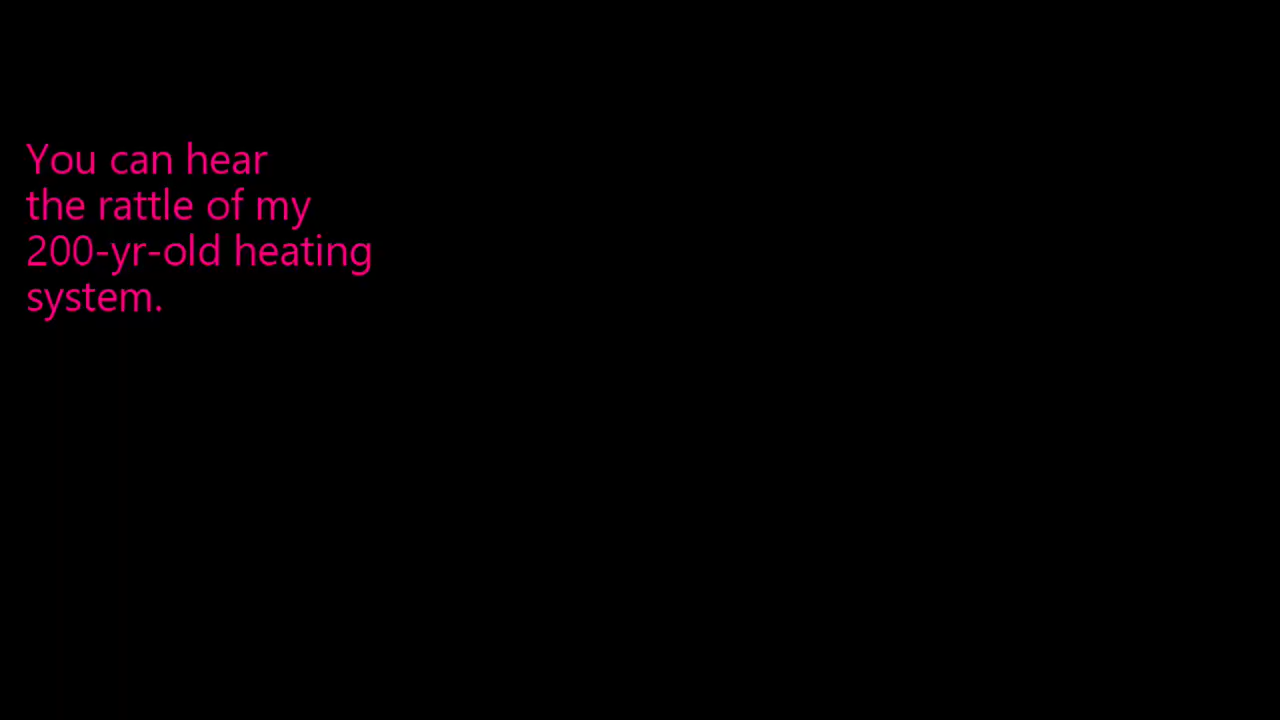 You can hear
the rattle of my
200-yr-old heating
system.